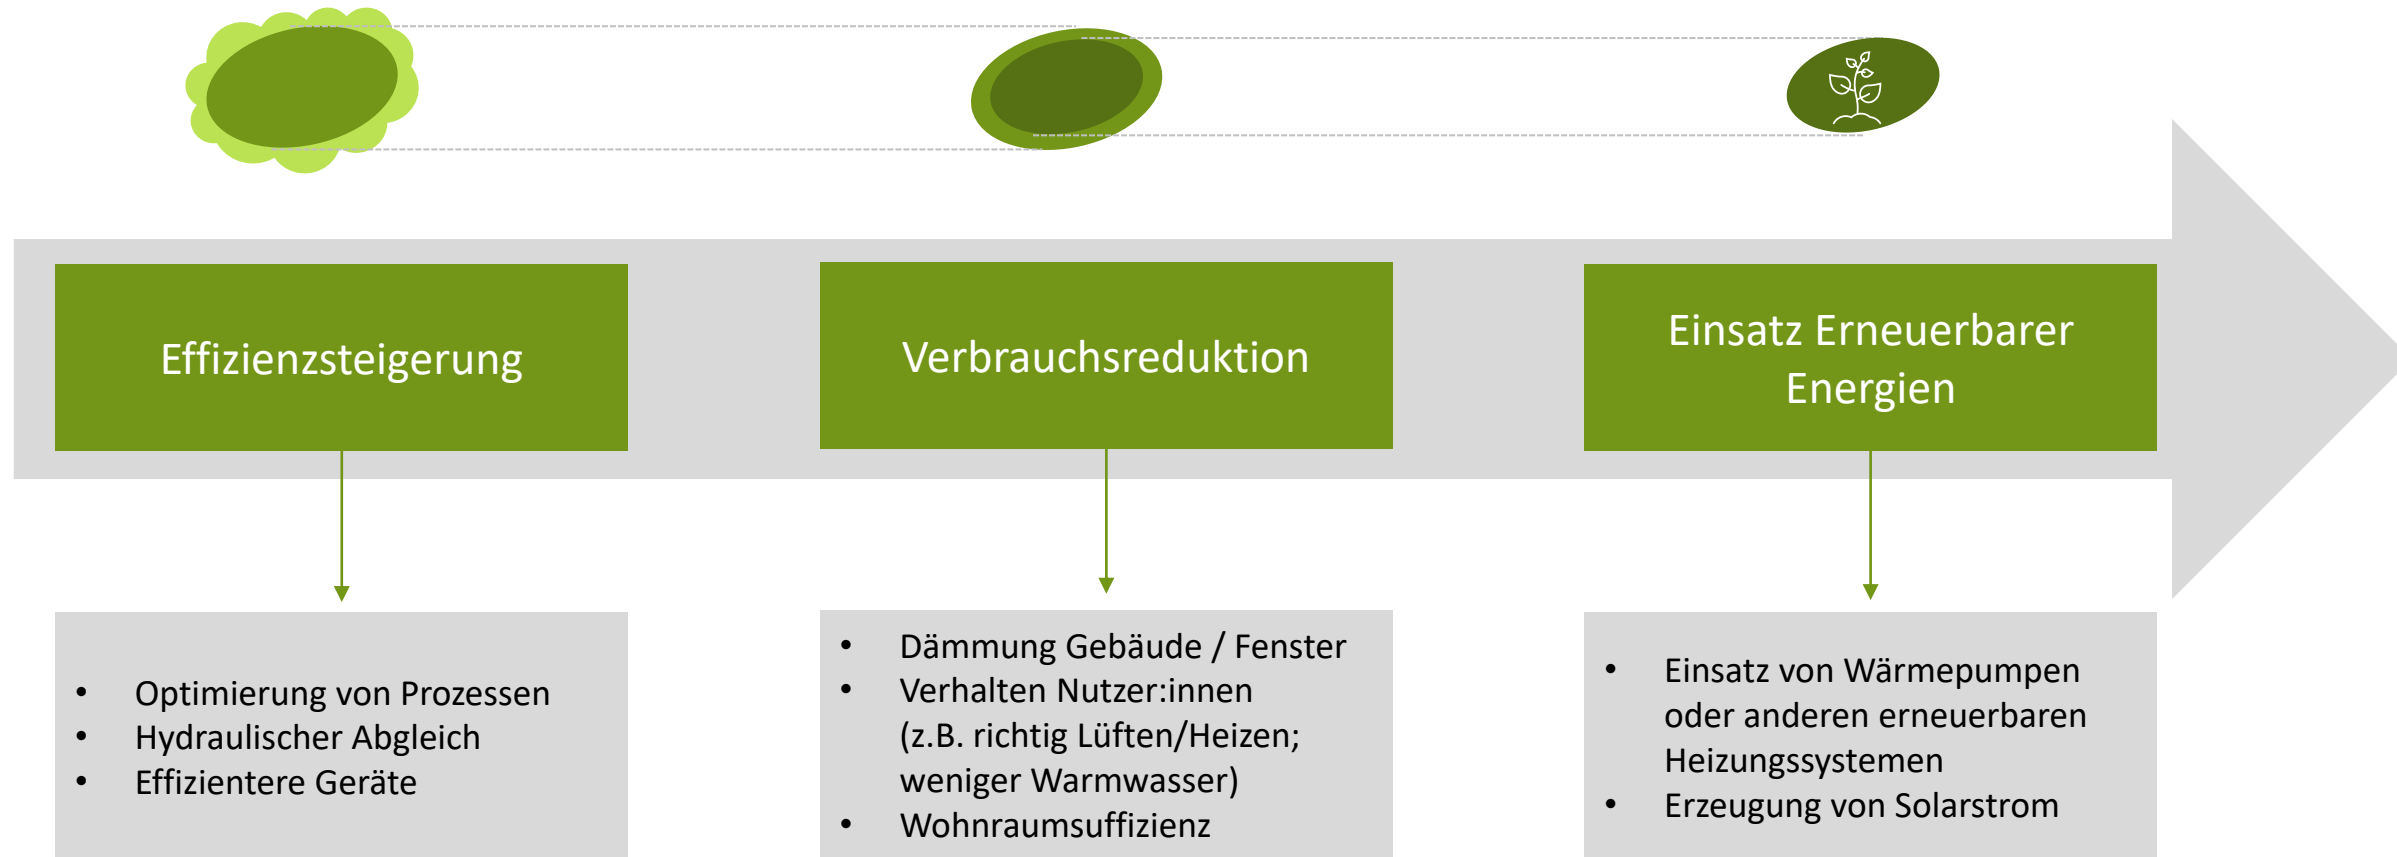 Effizienzsteigerung
Verbrauchsreduktion
Einsatz Erneuerbarer
Energien
• Optimierung von Prozessen
• Hydraulischer Abgleich
• Effizientere Geräte
• Dämmung Gebäude / Fenster
• Verhalten Nutzer:innen
(z.B. richtig Lüften/Heizen;
weniger Warmwasser)
• Wohnraumsuffizienz
• Einsatz von Wärmepumpen
oder anderen erneuerbaren
Heizungssystemen
• Erzeugung von Solarstrom